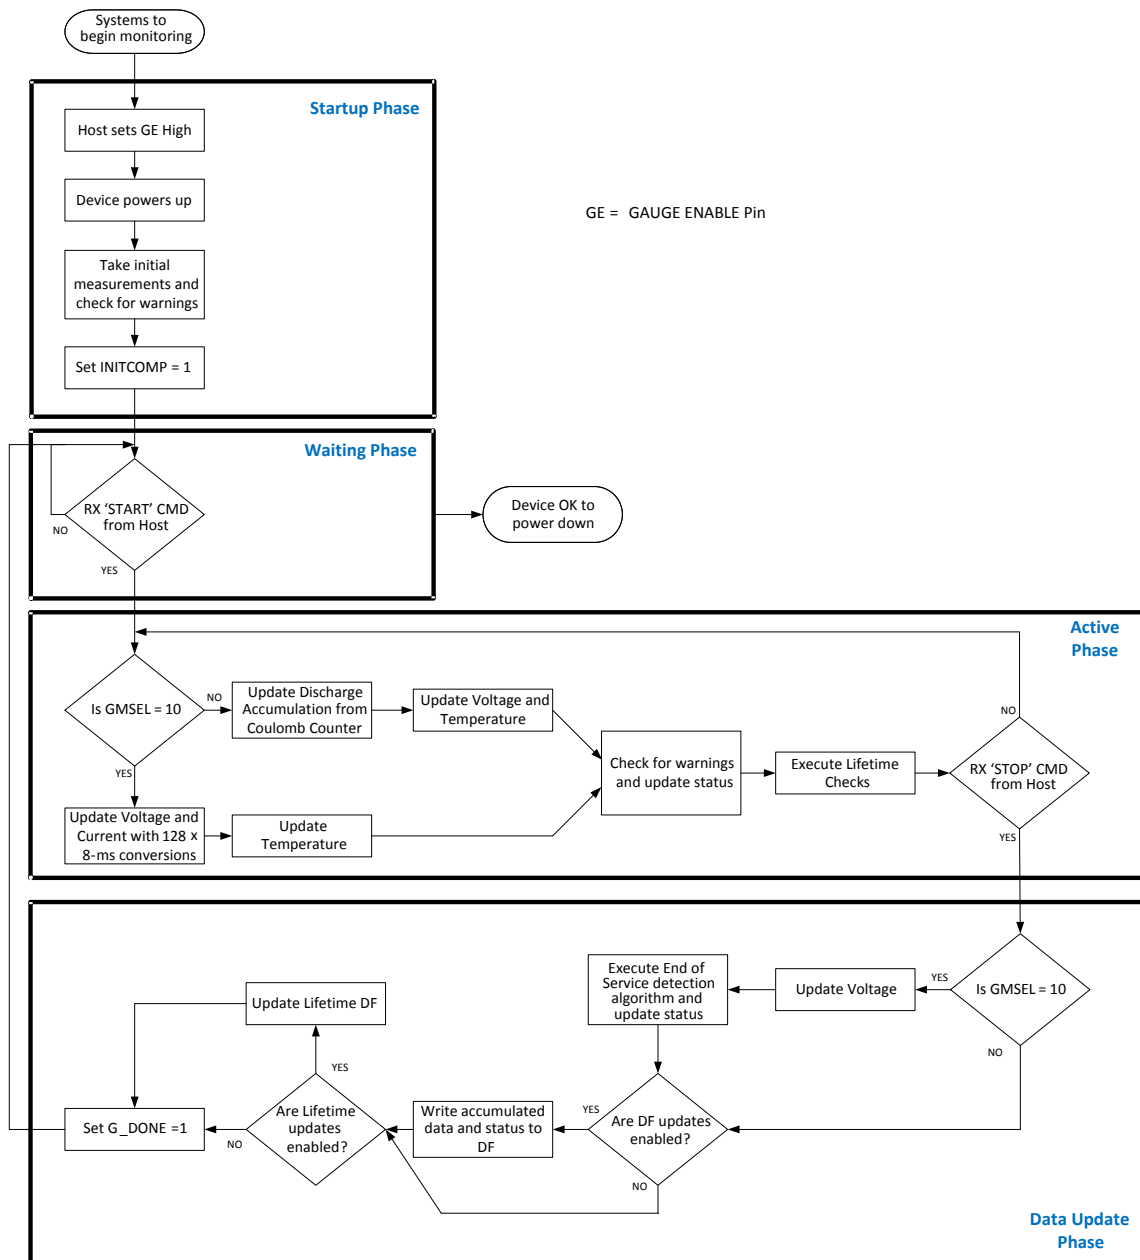 Systems to
begin monitoring
Startup Phase
Host sets GE High
Device powers up
GE = GAUGE ENABLE Pin
Take initial
measurements and
check for warnings
Set INITCOMP = 1
Waiting Phase
RX ‘START’ CMD
from Host
NO
YES
Device OK to
power down
Active
Phase
Is GMSEL = 10
NO
YES
Update Discharge
Accumulation from
Coulomb Counter
Update Voltage and
Temperature
Update Voltage and
Current with 128 x
8-ms conversions
Update
Temperature
Check for warnings
and update status
Execute Lifetime
Checks
NO
RX ‘STOP’ CMD
from Host
YES
Is GMSEL = 10
YES
NO
Update Voltage
Execute End of
Service detection
algorithm and
update status
Are DF updates
enabled?
YES
NO
Write accumulated
data and status to
DF
Are Lifetime
updates
enabled?
YES
NO
Update Lifetime DF
Set G_DONE =1
Data Update
Phase